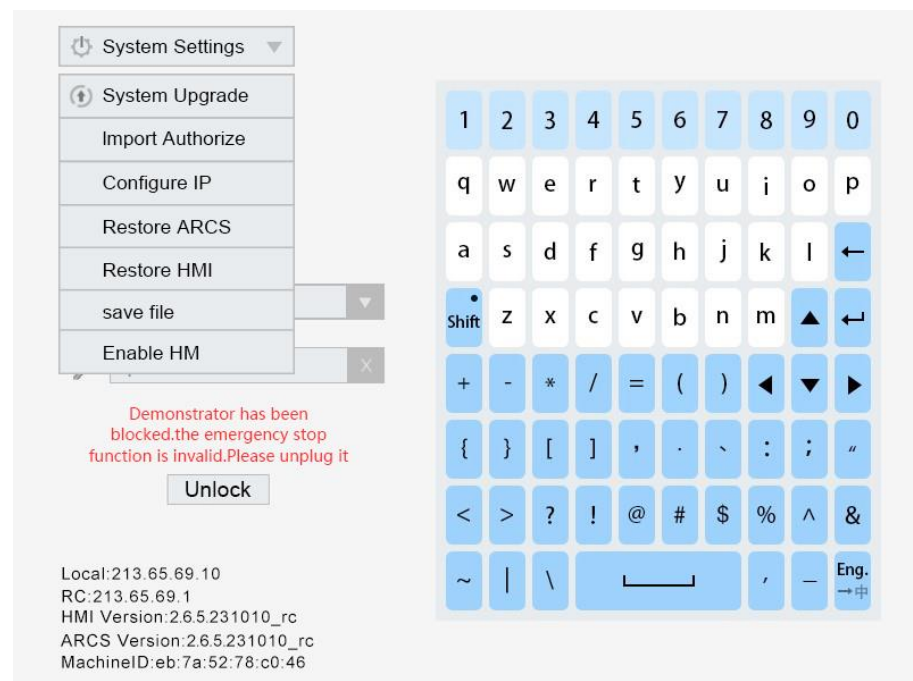 System Settings
System Upgrade
Import Authorize
Configure IP
Restore ARCS
Restore HMI
save file
Enable HM
X
Demonstrator has been
blocked.the emergency stop
function is invalid.Please unplug it
Unlock
Local:213.65.69.10
RC:213.65.69.1
HMI Version:2.6.5.231010_rc
ARCS Version:2.6.5.231010_rc
MachineID:eb:7a:52:78:c0:46
1 2 3 4 5 6 7 8 9 0
q w e r t y u i o p
a s d f g h j k l ←
Shift z x c v b n m ▲ ↵
+ - * / = ( ) ◀ ▼ ▶
{ } [ ] , . 、 : ; "
< > ? ! @ # $ % ^ &
~ | \ ' — Eng.
→中